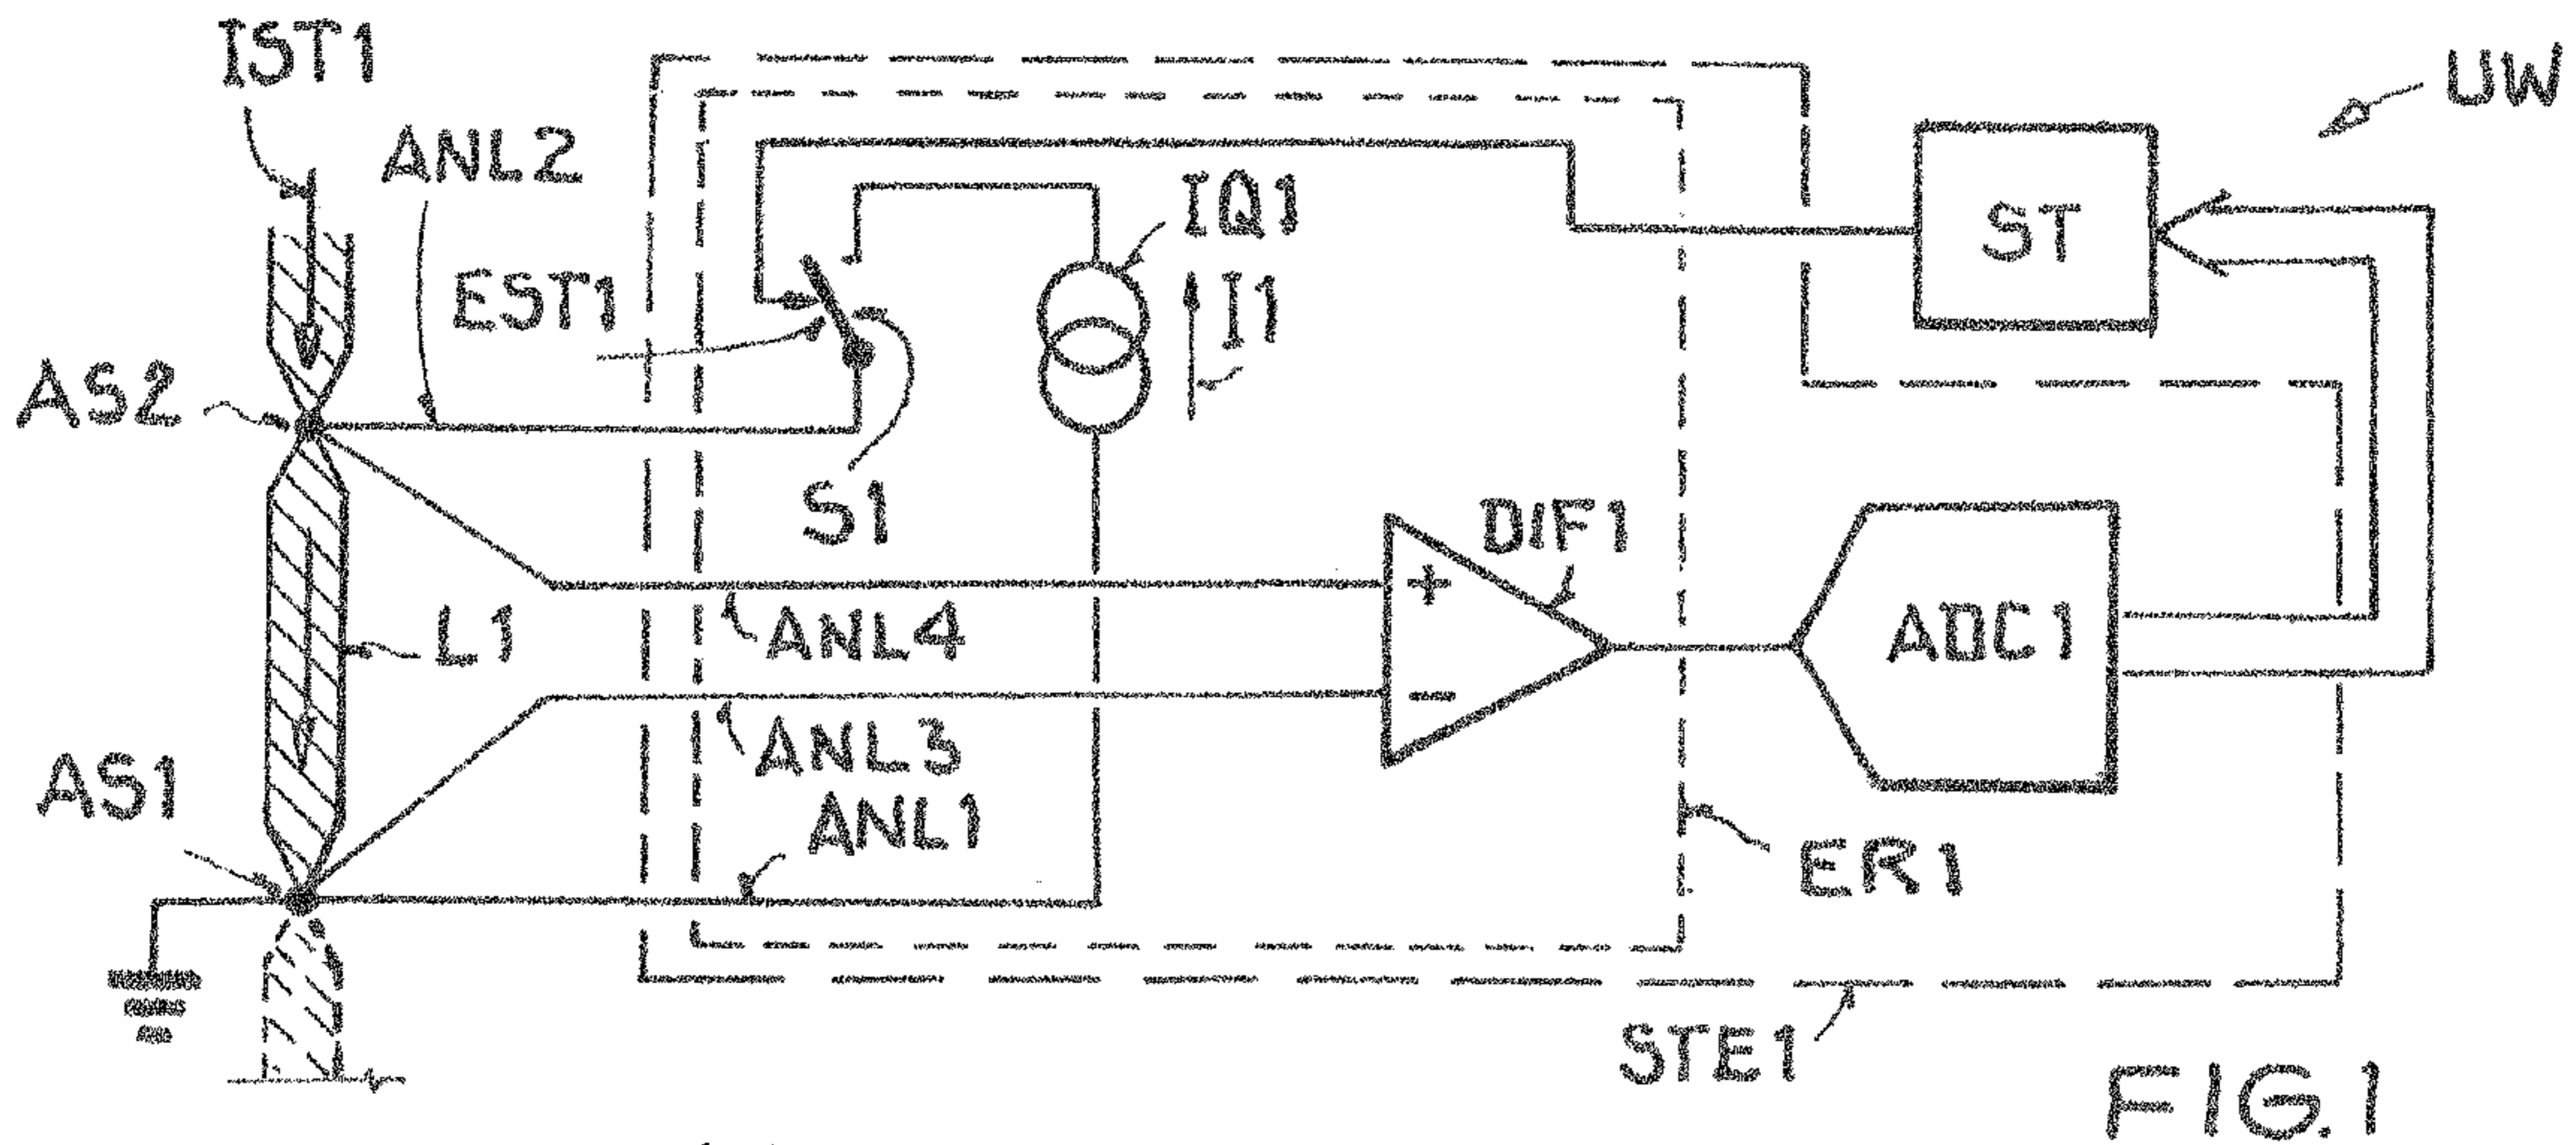 IST1
UW
ANL2
IQ1
ST
EST1
I1
AS2
S1
DIF1
+
ANL4
L1
ADC1
-
ANL3
AS1
ANL1
ER1
STE1
FIG.1